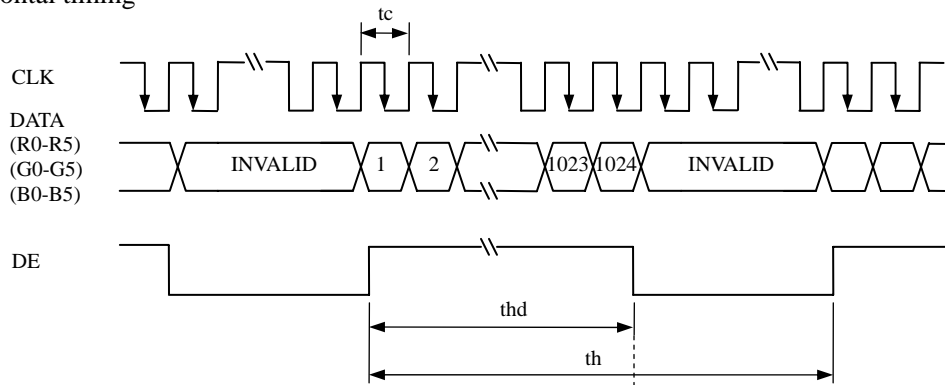 ontal timing
tc
CLK
DATA
(R0-R5)
(G0-G5)
(B0-B5)
INVALID 1 2 1023 1024 INVALID
DE
thd
th